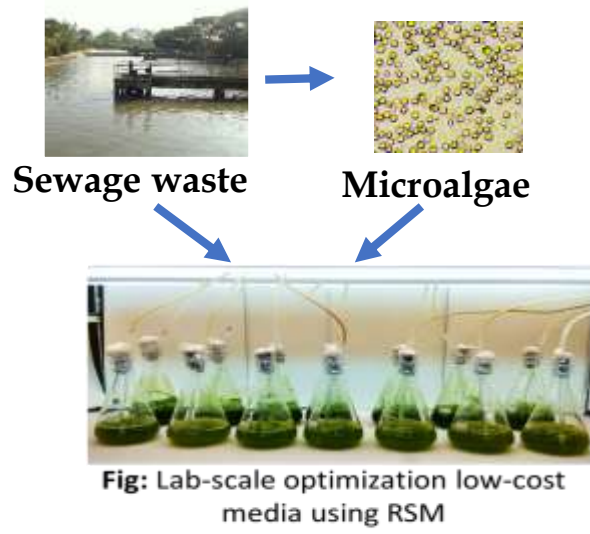 Sewage waste
Microalgae
Fig: Lab-scale optimization low-cost
media using RSM